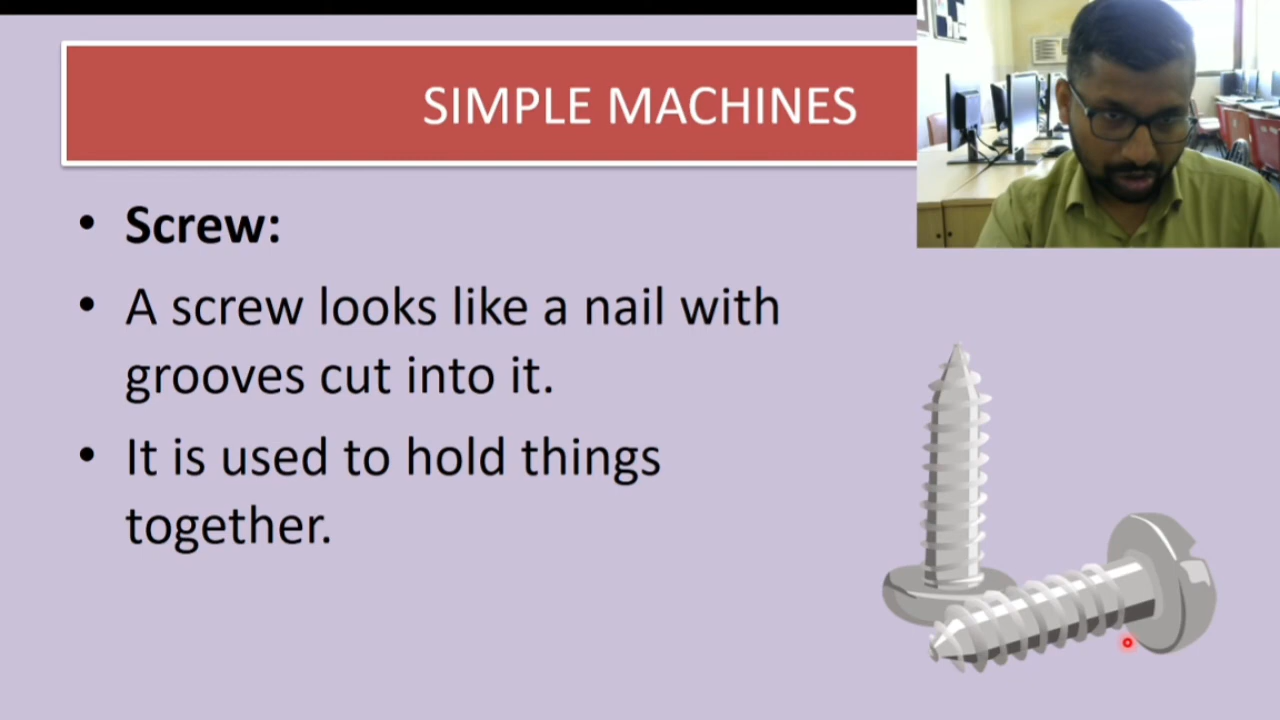 SIMPLE MACHINES
• Screw:
• A screw looks like a nail with
grooves cut into it.
• It is used to hold things
together.